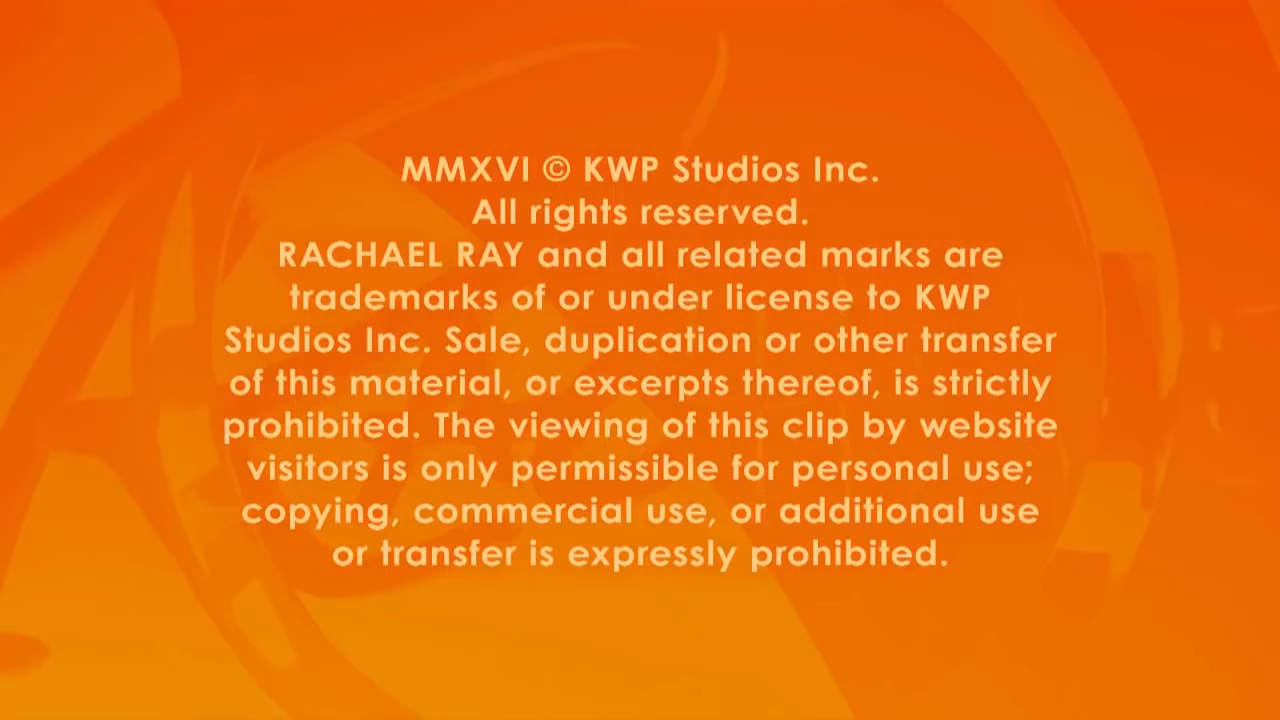 MMXVI © KWP Studios Inc.
All rights reserved.
RACHAEL RAY and all related marks are
trademarks of or under license to KWP
Studios Inc. Sale, duplication or other transfer
of this material, or excerpts thereof, is strictly
prohibited. The viewing of this clip by website
visitors is only permissible for personal use;
copying, commercial use, or additional use
or transfer is expressly prohibited.